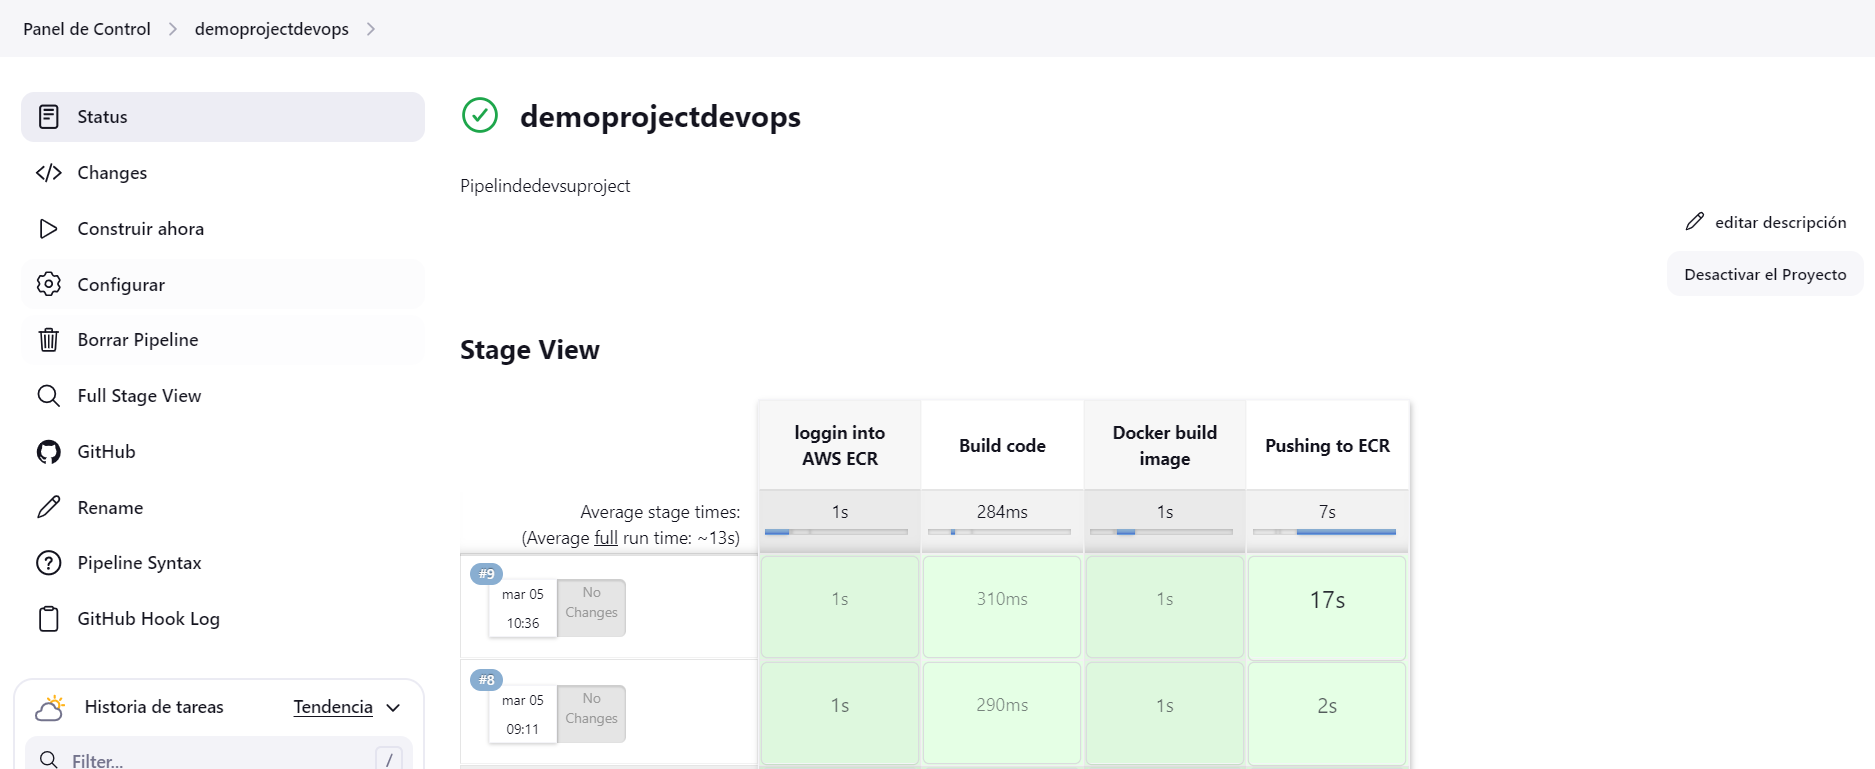 Panel de Control
demoprojectdevops
Status
Changes
Construir ahora
Configurar
Borrar Pipeline
Full Stage View
GitHub
Rename
Pipeline Syntax
GitHub Hook Log
Historia de tareas
Tendencia
Filter...
/
demoprojectdevops
Pipelindedevsuproject
editar descripción
Desactivar el Proyecto
Stage View
loggin into
AWS ECR
Build code
Docker build
image
Pushing to ECR
Average stage times:
(Average full run time: ~13s)
1s
284ms
1s
7s
#9
mar 05
10:36
No
Changes
1s
310ms
1s
17s
#8
mar 05
09:11
No
Changes
1s
290ms
1s
2s